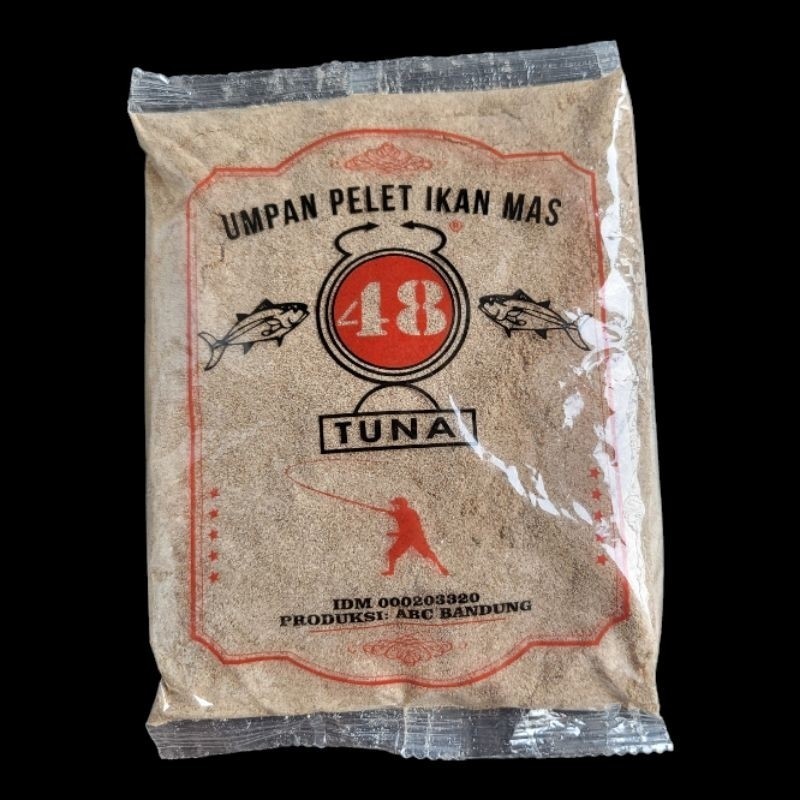 UMPAN PELET IKAN MAS
®
48
TUNA
IDM 000203320
PRODUKSI: ABC BANDUNG